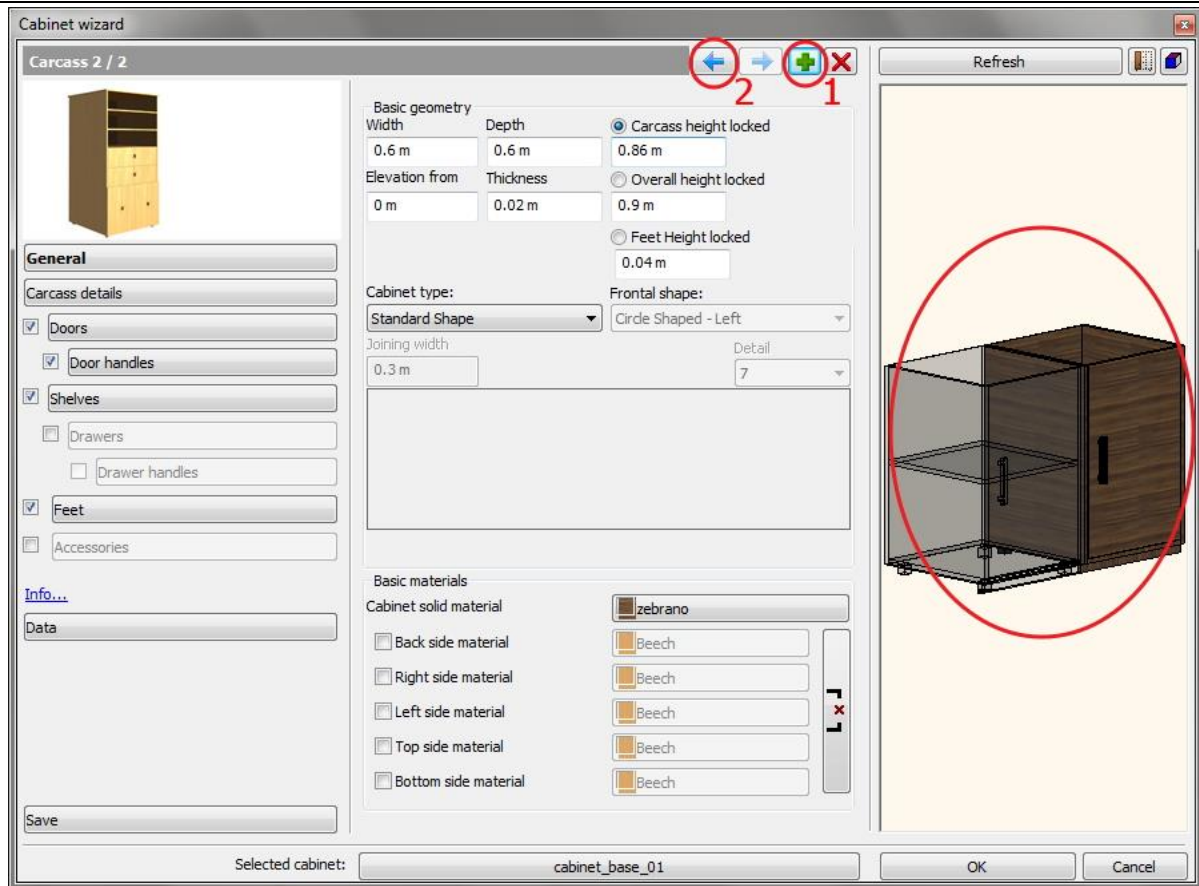 Cabinet wizard
Carcass 2 / 2
2
1
Refresh
Basic geometry
Width Depth Carcass height locked
0.6 m 0.6 m 0.86 m
Elevation from Thickness Overall height locked
0 m 0.02 m 0.9 m
Feet Height locked
0.04 m
General
Carcass details
Doors
Door handles
Shelves
Drawers
Drawer handles
Feet
Accessories
Info...
Data
Save
Cabinet type: Frontal shape:
Standard Shape Circle Shaped - Left
Joining width Detail
0.3 m 7
Basic materials
Cabinet solid material zebrano
Back side material Beech
Right side material Beech
Left side material Beech
Top side material Beech
Bottom side material Beech
Selected cabinet: cabinet_base_01 OK Cancel